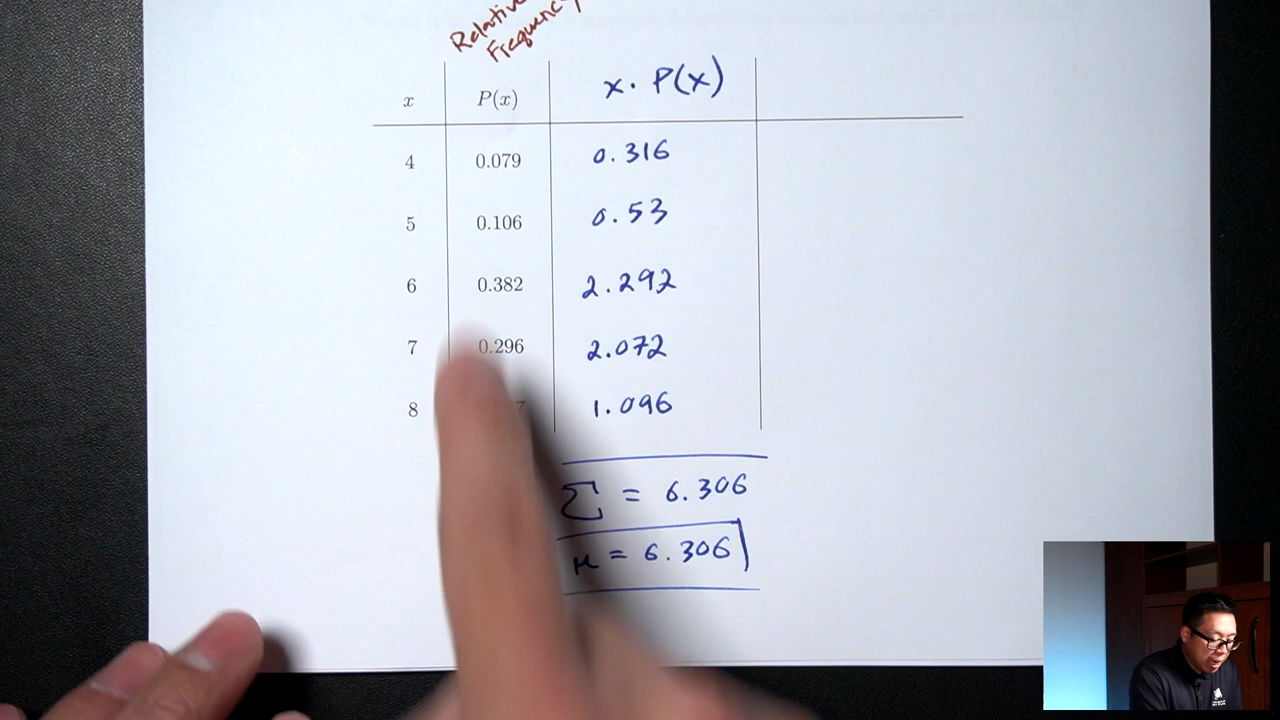 Relative
Frequency
x P(x) x · P(x)
4 0.079 0.316
5 0.106 0.53
6 0.382 2.292
7 0.296 2.072
8 1.096
Σ = 6.306
μ = 6.306